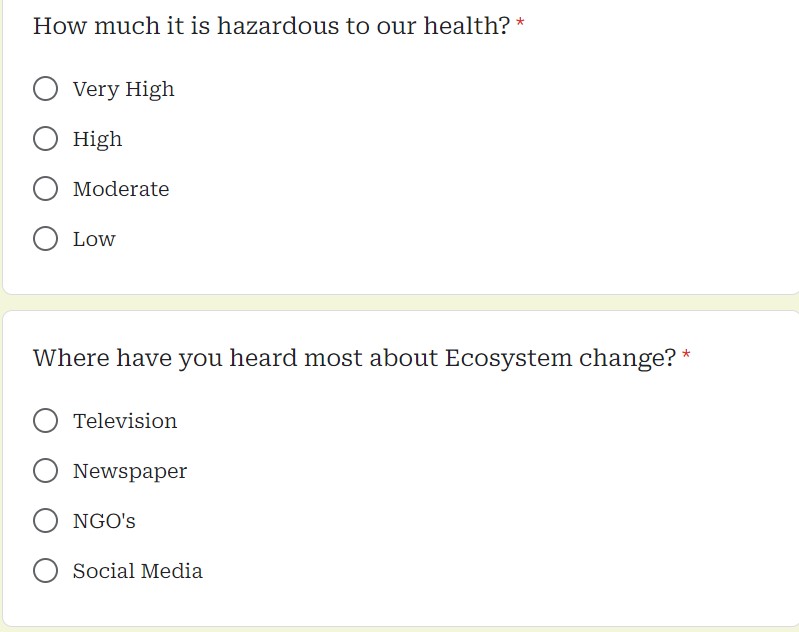 How much it is hazardous to our health? *
Very High
High
Moderate
Low
Where have you heard most about Ecosystem change? *
Television
Newspaper
NGO's
Social Media